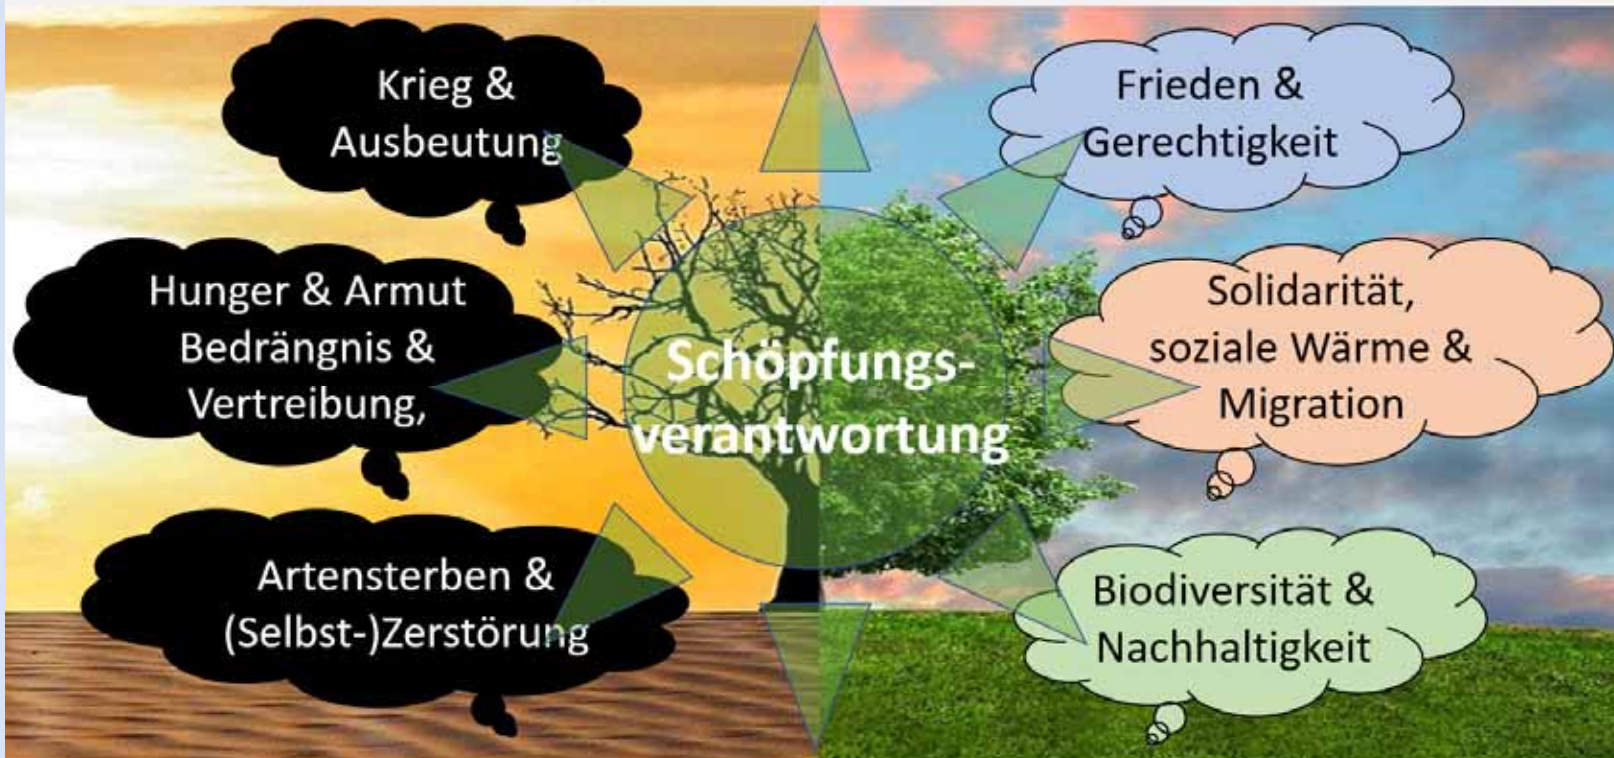 Krieg &
Ausbeutung
Hunger & Armut
Bedrängnis &
Vertreibung,
Artensterben &
(Selbst-)Zerstörung
Schöpfungs-
verantwortung
Frieden &
Gerechtigkeit
Solidarität,
soziale Wärme &
Migration
Biodiversität &
Nachhaltigkeit